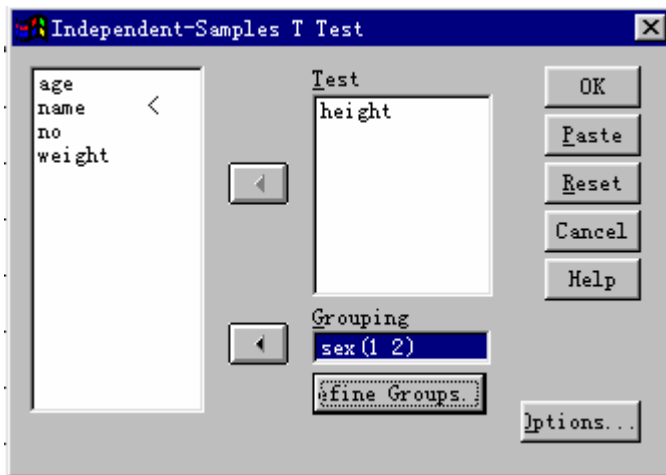 Independent-Samples T Test
age
name <
no
weight
Test
height
Grouping
sex(1 2)
efine Groups..
OK
Paste
Reset
Cancel
Help
ptions...